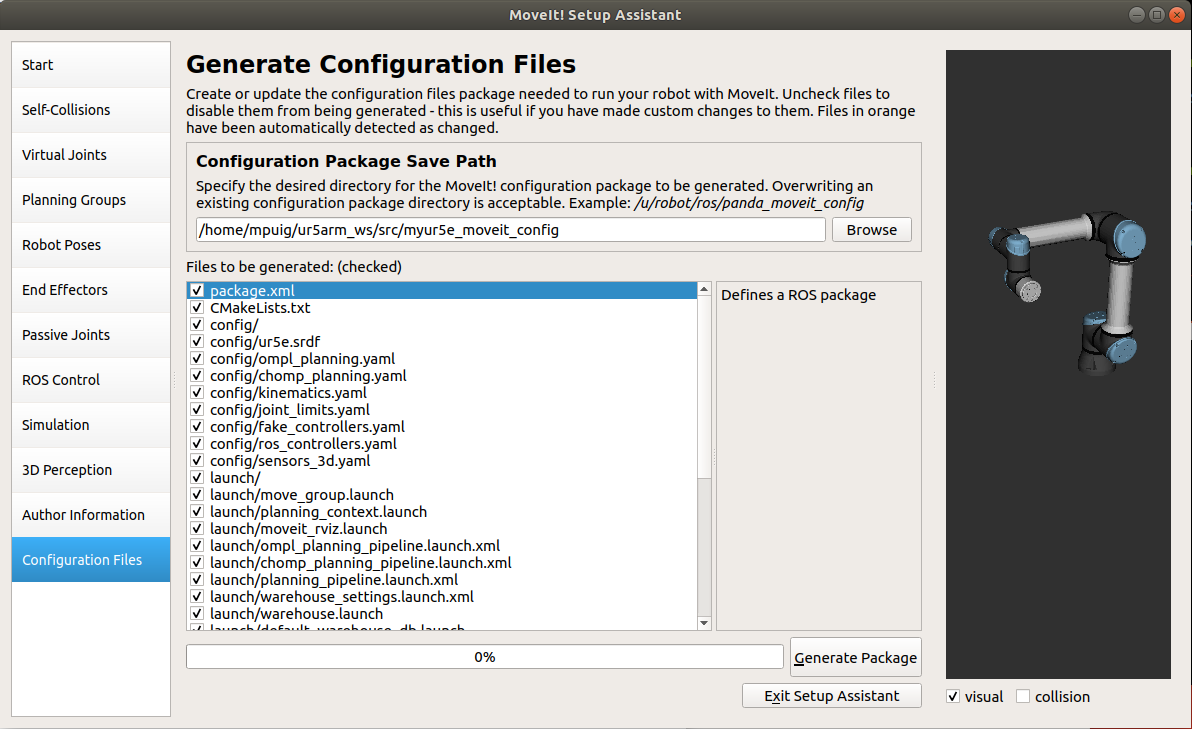 MoveIt! Setup Assistant
Start
Self-Collisions
Virtual Joints
Planning Groups
Robot Poses
End Effectors
Passive Joints
ROS Control
Simulation
3D Perception
Author Information
Configuration Files
Generate Configuration Files
Create or update the configuration files package needed to run your robot with MoveIt. Uncheck files to
disable them from being generated - this is useful if you have made custom changes to them. Files in orange
have been automatically detected as changed.
Configuration Package Save Path
Specify the desired directory for the MoveIt! configuration package to be generated. Overwriting an
existing configuration package directory is acceptable. Example: /u/robot/ros/panda_moveit_config
/home/mpuig/ur5arm_ws/src/myur5e_moveit_config
Browse
Files to be generated: (checked)
package.xml
CMakeLists.txt
config/
config/ur5e.srdf
config/ompl_planning.yaml
config/chomp_planning.yaml
config/kinematics.yaml
config/joint_limits.yaml
config/fake_controllers.yaml
config/ros_controllers.yaml
config/sensors_3d.yaml
launch/
launch/move_group.launch
launch/planning_context.launch
launch/moveit_rviz.launch
launch/ompl_planning_pipeline.launch.xml
launch/chomp_planning_pipeline.launch.xml
launch/planning_pipeline.launch.xml
launch/warehouse_settings.launch.xml
launch/warehouse.launch
launch/default_warehouse_db.launch
Defines a ROS package
0%
Generate Package
Exit Setup Assistant
visual
collision